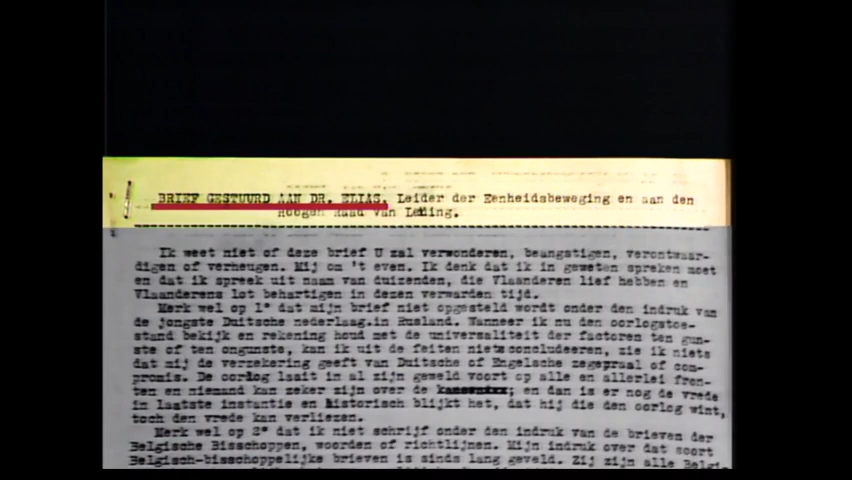 BRIEF GESTUURD AAN DR. ELIAS, Leider der Eenheidsbeweging en aan den
Hoogen Raad van Leiding.
Ik weet niet of deze brief U zal verwonderen, beangstigen, verontwaar-
digen of verheugen. Mij om 't even. Ik denk dat ik in geweten spreken moet
en dat ik spreek uit naam van duizenden, die Vlaanderen lief hebben en
Vlaanderens lot behartigen in dezen verwarden tijd.
Merk wel op 1° dat mijn brief niet opgesteld wordt onder den indruk van
de jongste Duitsche nederlaag in Rusland. Wanneer ik nu den oorlogstoe-
stand bekijk en rekening houd met de universaliteit der factoren ten gun-
ste of ten ongunste, kan ik uit de feiten niets concludeeren, zie ik niets
dat mij de verzekering geeft van Duitsche of Engelsche zegepraal of com-
promis. De oorlog laait in al zijn geweld voort op alle en allerlei fron-
ten en niemand kan zeker zijn over de ; en dan is er nog de vrede
in laatste instantie en historisch blijkt het, dat hij die den oorlog wint,
toch den vrede kan verliezen.
Merk wel op 2° dat ik niet schrijf onder den indruk van de brieven der
Belgische Bisschoppen, woorden of richtlijnen. Mijn indruk over dat soort
Belgisch-bisschoppelijke brieven is sinds lang geveld. Zij zijn alle